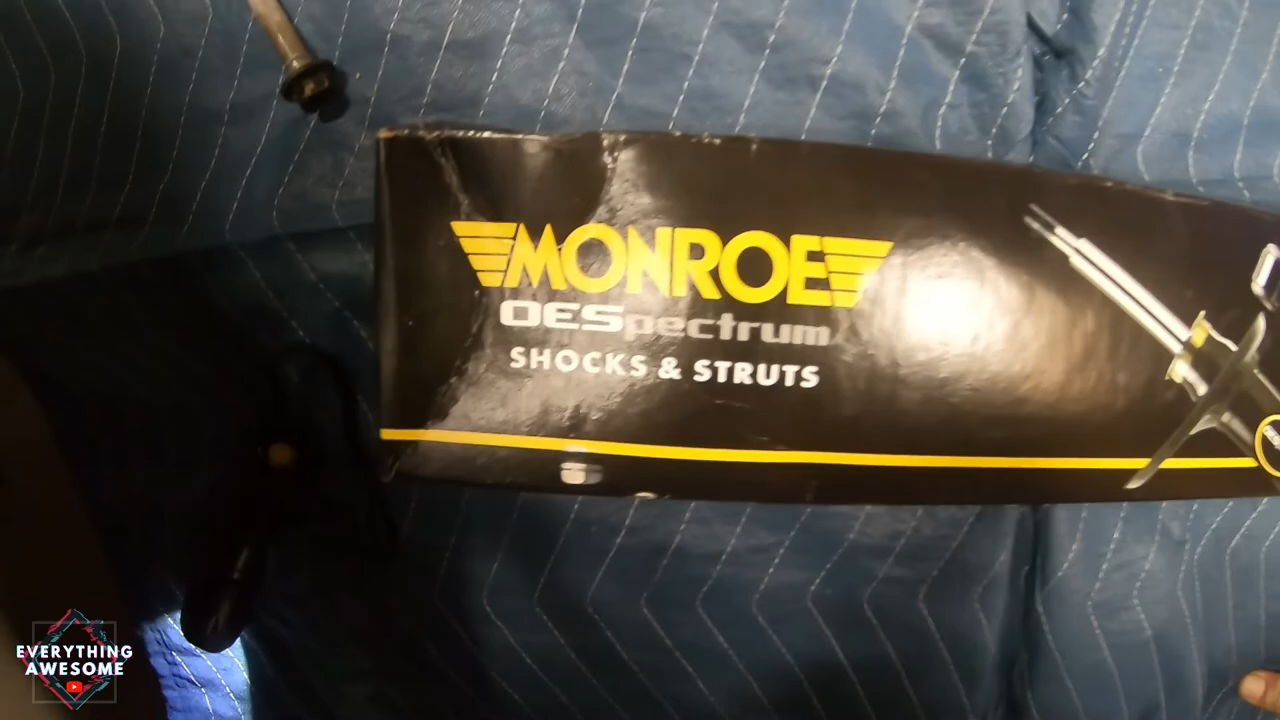 MONROE
OESpectrum
SHOCKS & STRUTS
EVERYTHING
AWESOME